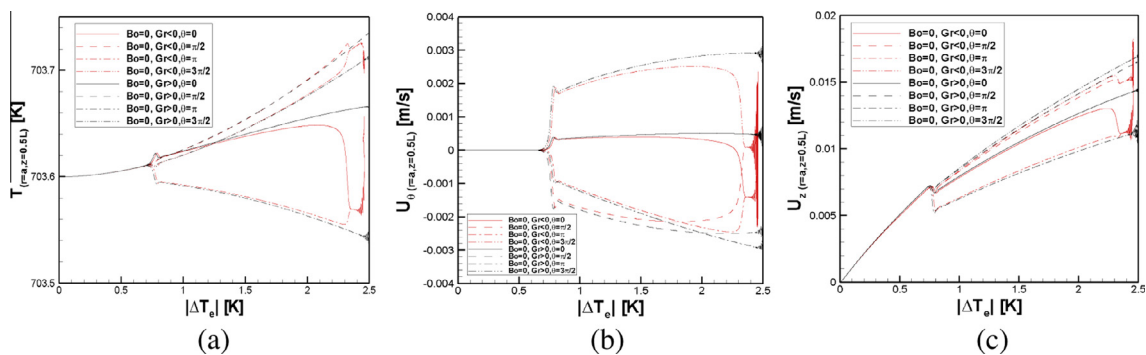 T (r=a,z=0.5L) [K]
703.7
703.6
703.5
Bo=0, Gr<0,θ=0
Bo=0, Gr<0,θ=π/2
Bo=0, Gr<0,θ=π
Bo=0, Gr<0,θ=3π/2
Bo=0, Gr>0,θ=0
Bo=0, Gr>0,θ=π/2
Bo=0, Gr>0,θ=π
Bo=0, Gr>0,θ=3π/2
0 0.5 1 1.5 2 2.5
|ΔTe| [K]
(a)
Uθ (r=a,z=0.5L) [m/s]
0.004
0.003
0.002
0.001
0
-0.001
-0.002
-0.003
-0.004
Bo=0, Gr<0,θ=0
Bo=0, Gr<0,θ=π/2
Bo=0, Gr<0,θ=π
Bo=0, Gr<0,θ=3π/2
Bo=0, Gr>0,θ=0
Bo=0, Gr>0,θ=π/2
Bo=0, Gr>0,θ=π
Bo=0, Gr>0,θ=3π/2
0 0.5 1 1.5 2 2.5
|ΔTe| [K]
(b)
Uz (r=a,z=0.5L) [m/s]
0.02
0.015
0.01
0.005
0
Bo=0, Gr<0,θ=0
Bo=0, Gr<0,θ=π/2
Bo=0, Gr<0,θ=π
Bo=0, Gr<0,θ=3π/2
Bo=0, Gr>0,θ=0
Bo=0, Gr>0,θ=π/2
Bo=0, Gr>0,θ=π
Bo=0, Gr>0,θ=3π/2
0 0.5 1 1.5 2 2.5
|ΔTe| [K]
(c)